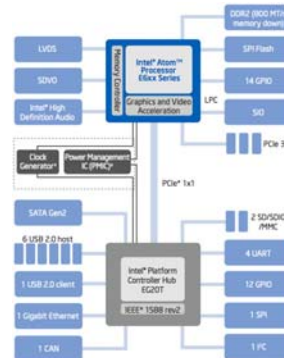 DDR2 (800 MT/s
memory down)
LVDS
SPI Flash
SDVO
14 GPIO
Intel® High
Definition Audio
SIO
Memory Controller
Intel® Atom™
Processor
E6xx Series
Graphics and Video
Acceleration
LPC
PCIe 3
Clock
Generator
Power Management
IC (PMIC)
PCIe* 1x1
SATA Gen2
2 SD/SDIO
/MMC
6 USB 2.0 host
4 UART
1 USB 2.0 client
12 GPIO
Intel® Platform
Controller Hub
EG20T
IEEE* 1588 rev2
1 Gigabit Ethernet
1 SPI
1 CAN
1 I²C